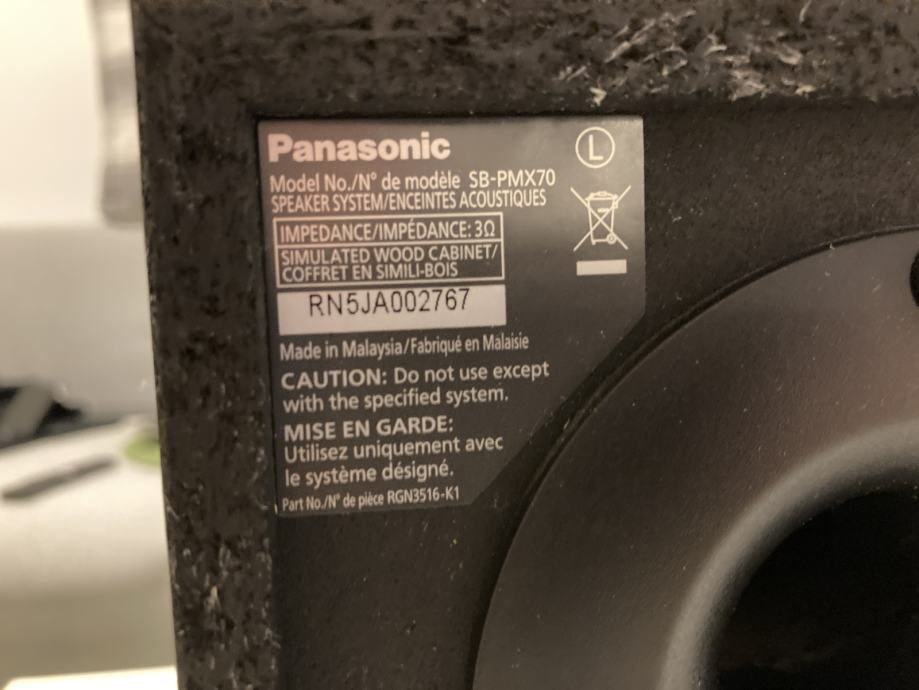 Panasonic
L
Model No./N° de modèle SB-PMX70
SPEAKER SYSTEM/ENCEINTES ACOUSTIQUES
IMPEDANCE/IMPÉDANCE: 3Ω
SIMULATED WOOD CABINET/
COFFRET EN SIMILI-BOIS
RN5JA002767
Made in Malaysia/Fabriqué en Malaisie
CAUTION: Do not use except
with the specified system.
MISE EN GARDE:
Utilisez uniquement avec
le système désigné.
Part No./N° de pièce RGN3516-K1